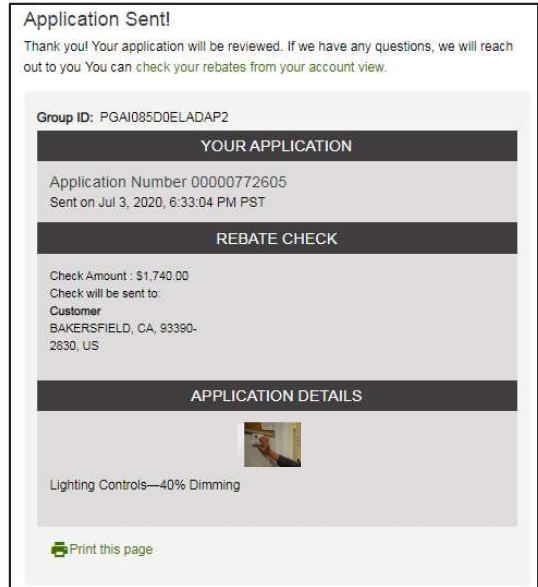 Application Sent!
Thank you! Your application will be reviewed. If we have any questions, we will reach
out to you You can check your rebates from your account view.
Group ID: PGAI085D0ELADAP2
YOUR APPLICATION
Application Number 00000772605
Sent on Jul 3, 2020, 6:33:04 PM PST
REBATE CHECK
Check Amount : $1,740.00
Check will be sent to:
Customer
BAKERSFIELD, CA, 93390-
2830, US
APPLICATION DETAILS
Lighting Controls—40% Dimming
Print this page